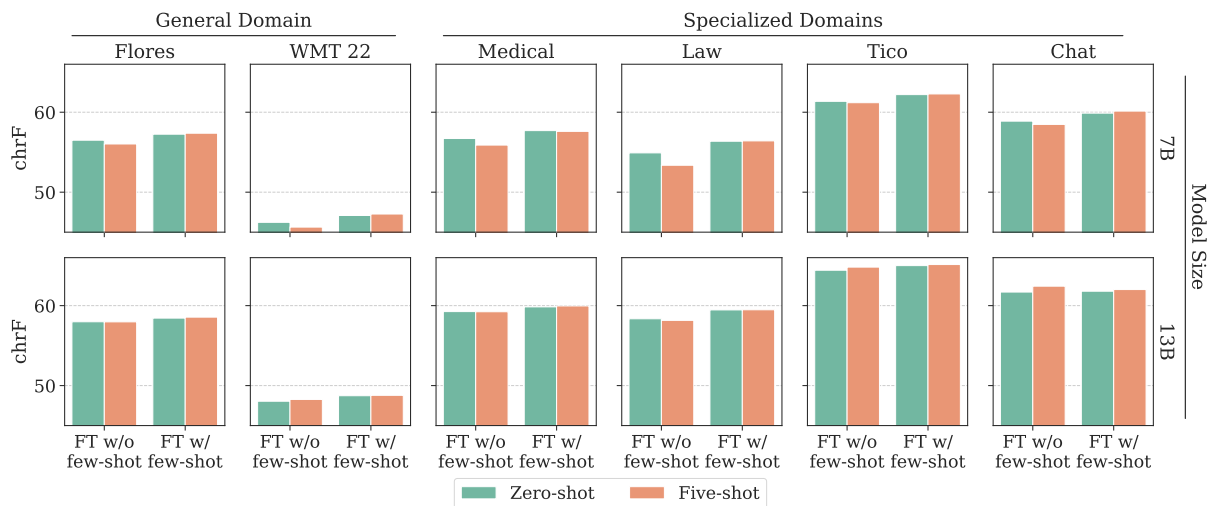 General Domain
Specialized Domains
Flores
WMT 22
Medical
Law
Tico
Chat
chrF
60
50
7B
chrF
60
50
13B
Model Size
FT w/o few-shot
FT w/ few-shot
FT w/o few-shot
FT w/ few-shot
FT w/o few-shot
FT w/ few-shot
FT w/o few-shot
FT w/ few-shot
FT w/o few-shot
FT w/ few-shot
FT w/o few-shot
FT w/ few-shot
Zero-shot
Five-shot